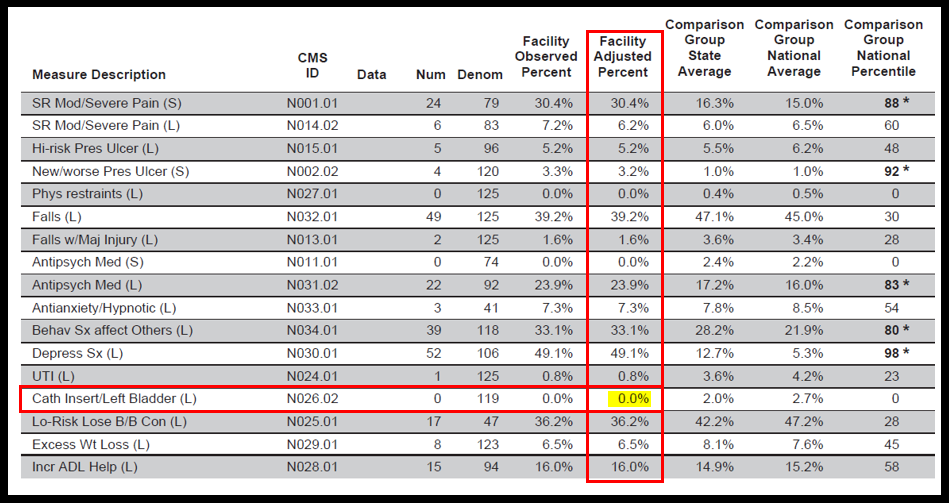 Measure Description CMS ID Data Num Denom Facility Observed Percent Facility Adjusted Percent Comparison Group State Average Comparison Group National Average Comparison Group National Percentile
SR Mod/Severe Pain (S) N001.01 24 79 30.4% 30.4% 16.3% 15.0% 88 *
SR Mod/Severe Pain (L) N014.02 6 83 7.2% 6.2% 6.0% 6.5% 60
Hi-risk Pres Ulcer (L) N015.01 5 96 5.2% 5.2% 5.5% 6.2% 48
New/worse Pres Ulcer (S) N002.02 4 120 3.3% 3.2% 1.0% 1.0% 92 *
Phys restraints (L) N027.01 0 125 0.0% 0.0% 0.4% 0.5% 0
Falls (L) N032.01 49 125 39.2% 39.2% 47.1% 45.0% 30
Falls w/Maj Injury (L) N013.01 2 125 1.6% 1.6% 3.6% 3.4% 28
Antipsych Med (S) N011.01 0 74 0.0% 0.0% 2.4% 2.2% 0
Antipsych Med (L) N031.02 22 92 23.9% 23.9% 17.2% 16.0% 83 *
Antianxiety/Hypnotic (L) N033.01 3 41 7.3% 7.3% 7.8% 8.5% 54
Behav Sx affect Others (L) N034.01 39 118 33.1% 33.1% 28.2% 21.9% 80 *
Depress Sx (L) N030.01 52 106 49.1% 49.1% 12.7% 5.3% 98 *
UTI (L) N024.01 1 125 0.8% 0.8% 3.6% 4.2% 23
Cath Insert/Left Bladder (L) N026.02 0 119 0.0% 0.0% 2.0% 2.7% 0
Lo-Risk Lose B/B Con (L) N025.01 17 47 36.2% 36.2% 42.2% 47.2% 28
Excess Wt Loss (L) N029.01 8 123 6.5% 6.5% 8.1% 7.6% 45
Incr ADL Help (L) N028.01 15 94 16.0% 16.0% 14.9% 15.2% 58